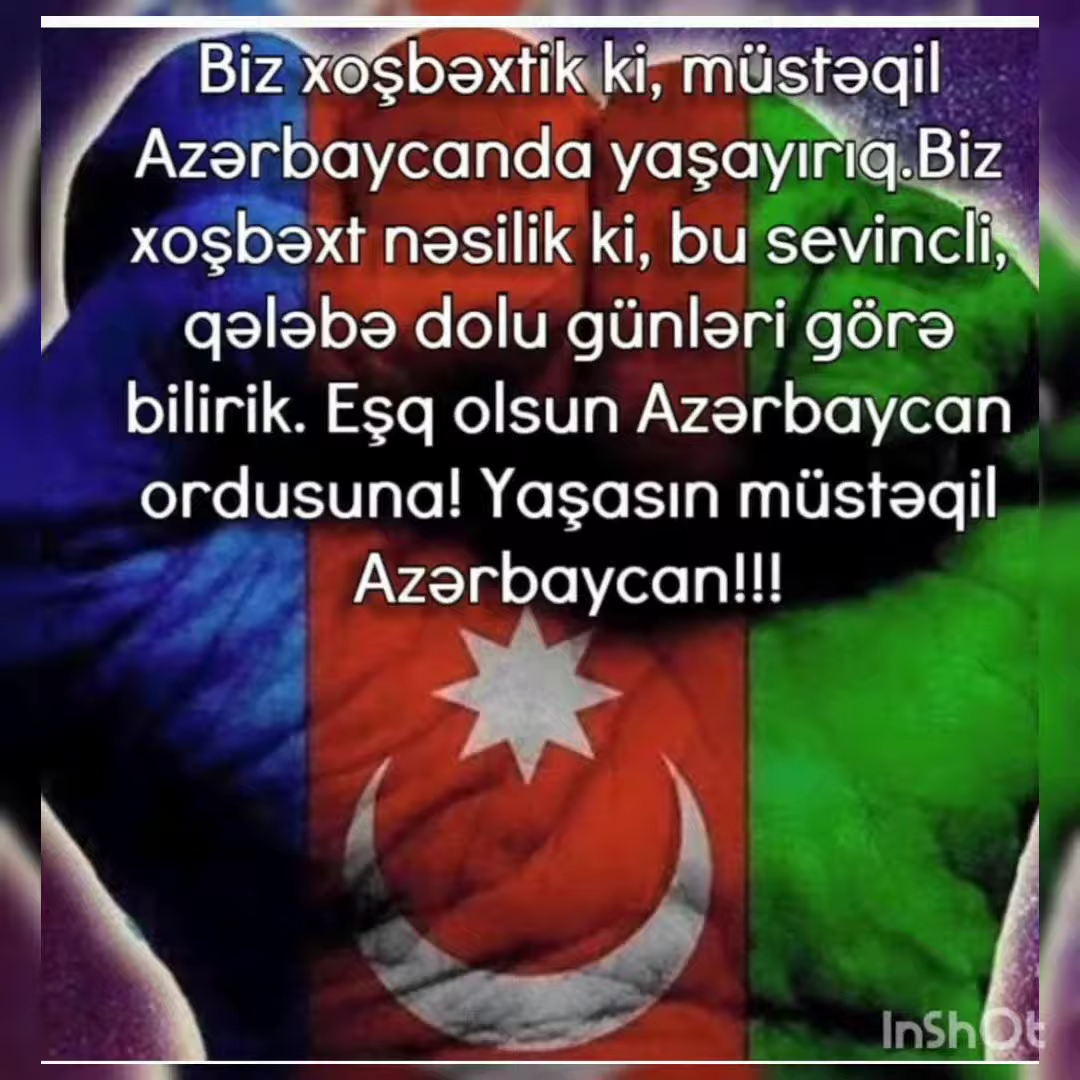 Biz xoşbəxtik ki, müstəqil
Azərbaycanda yaşayırıq.Biz
xoşbəxt nəsilik ki, bu sevincli,
qələbə dolu günləri görə
bilirik. Eşq olsun Azərbaycan
ordusuna! Yaşasın müstəqil
Azərbaycan!!!
InShOt